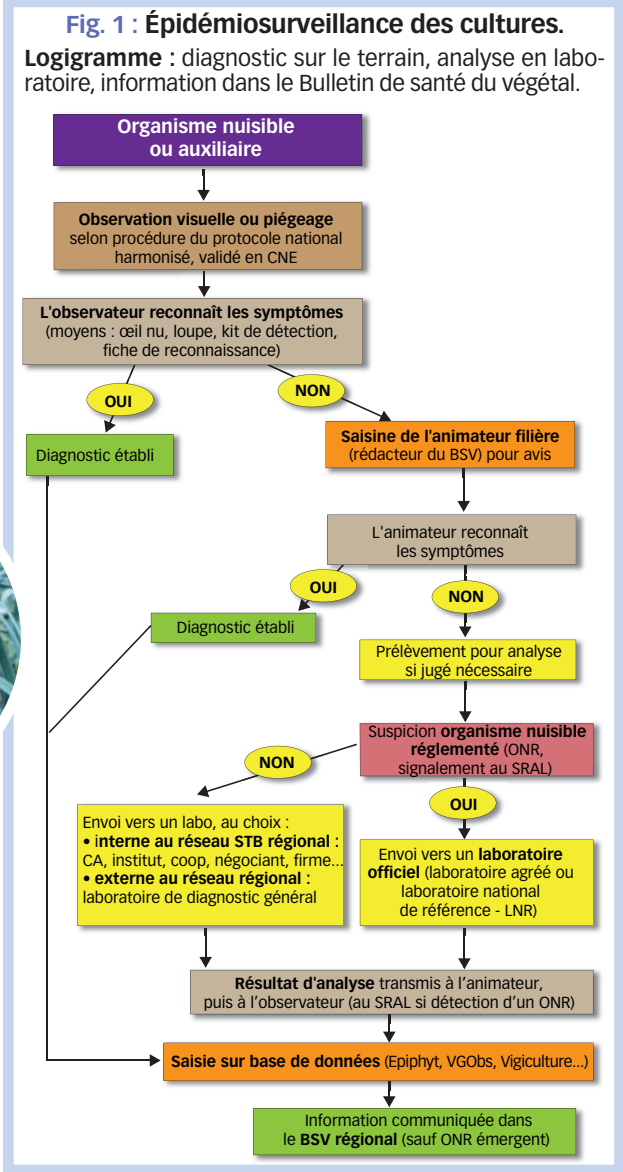 Fig. 1 : Épidémiosurveillance des cultures.
Logigramme : diagnostic sur le terrain, analyse en labo-
ratoire, information dans le Bulletin de santé du végétal.
Organisme nuisible
ou auxiliaire
Observation visuelle ou piégeage
selon procédure du protocole national
harmonisé, validé en CNE
L'observateur reconnaît les symptômes
(moyens : œil nu, loupe, kit de détection,
fiche de reconnaissance)
OUI
NON
Diagnostic établi
Saisine de l'animateur filière
(rédacteur du BSV) pour avis
L'animateur reconnaît
les symptômes
OUI
NON
Diagnostic établi
Prélèvement pour analyse
si jugé nécessaire
Suspicion organisme nuisible
réglementé (ONR,
signalement au SRAL)
NON
OUI
Envoi vers un labo, au choix :
• interne au réseau STB régional :
CA, institut, coop, négociant, firme...
• externe au réseau régional :
laboratoire de diagnostic général
Envoi vers un laboratoire
officiel (laboratoire agréé ou
laboratoire national
de référence - LNR)
Résultat d'analyse transmis à l'animateur,
puis à l'observateur (au SRAL si détection d'un ONR)
Saisie sur base de données (Epiphyt, VGObs, Vigiculture...)
Information communiquée dans
le BSV régional (sauf ONR émergent)